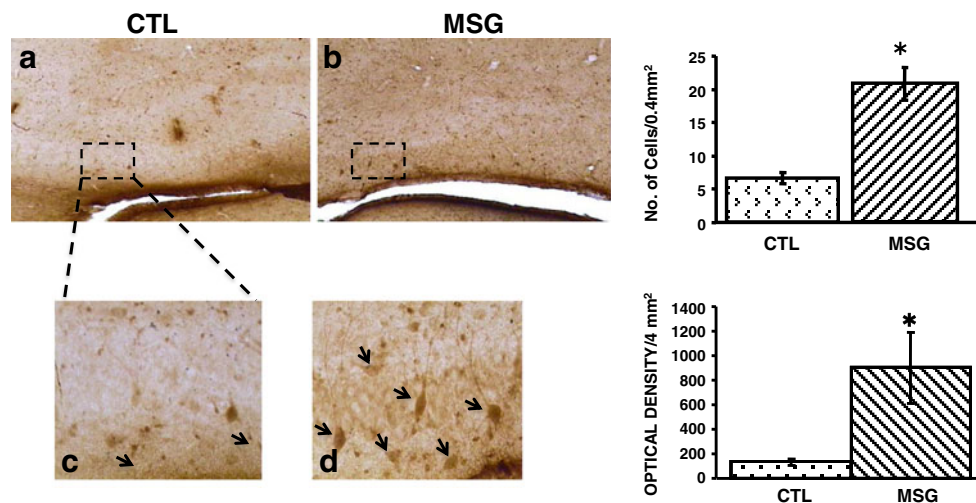 CTL
MSG
a
b
c
d
No. of Cells/0.4mm²
25
20
15
10
5
0
*
CTL
MSG
OPTICAL DENSITY/4 mm²
1400
1200
1000
800
600
400
200
0
*
CTL
MSG